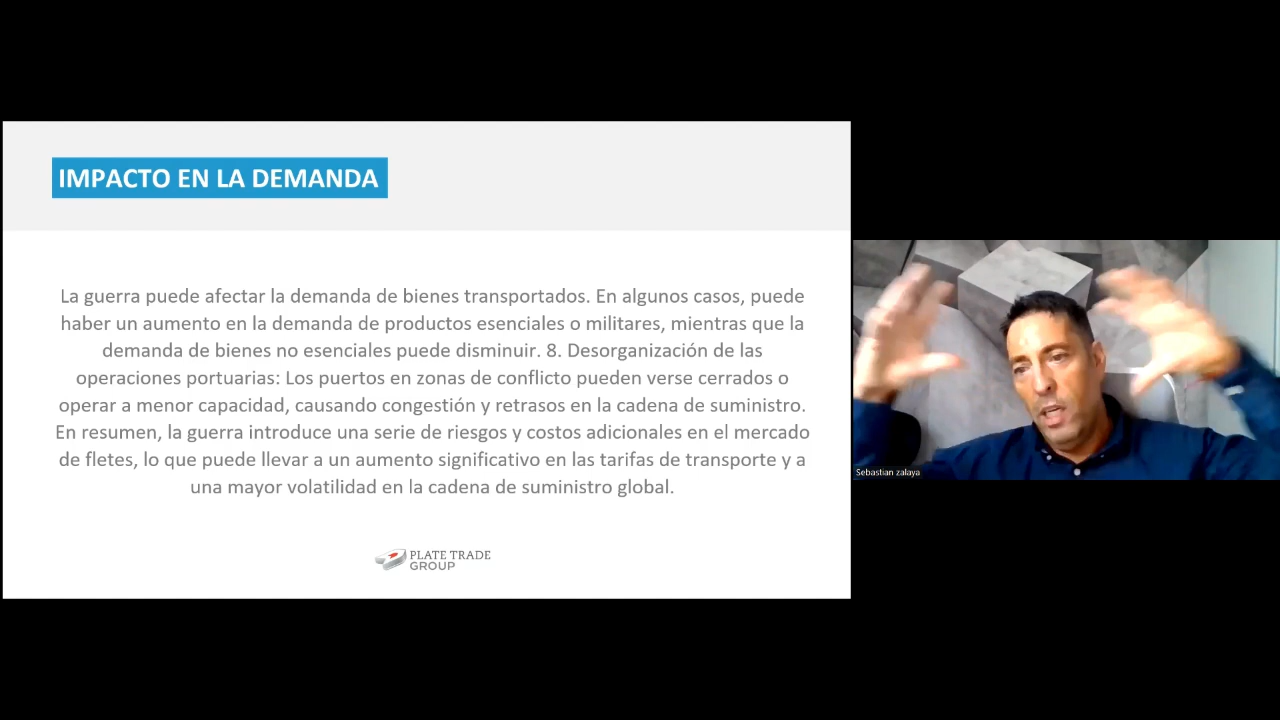 IMPACTO EN LA DEMANDA
La guerra puede afectar la demanda de bienes transportados. En algunos casos, puede
haber un aumento en la demanda de productos esenciales o militares, mientras que la
demanda de bienes no esenciales puede disminuir. 8. Desorganización de las
operaciones portuarias: Los puertos en zonas de conflicto pueden verse cerrados o
operar a menor capacidad, causando congestión y retrasos en la cadena de suministro.
En resumen, la guerra introduce una serie de riesgos y costos adicionales en el mercado
de fletes, lo que puede llevar a un aumento significativo en las tarifas de transporte y a
una mayor volatilidad en la cadena de suministro global.
PLATE TRADE
GROUP
Sebastian zalaya